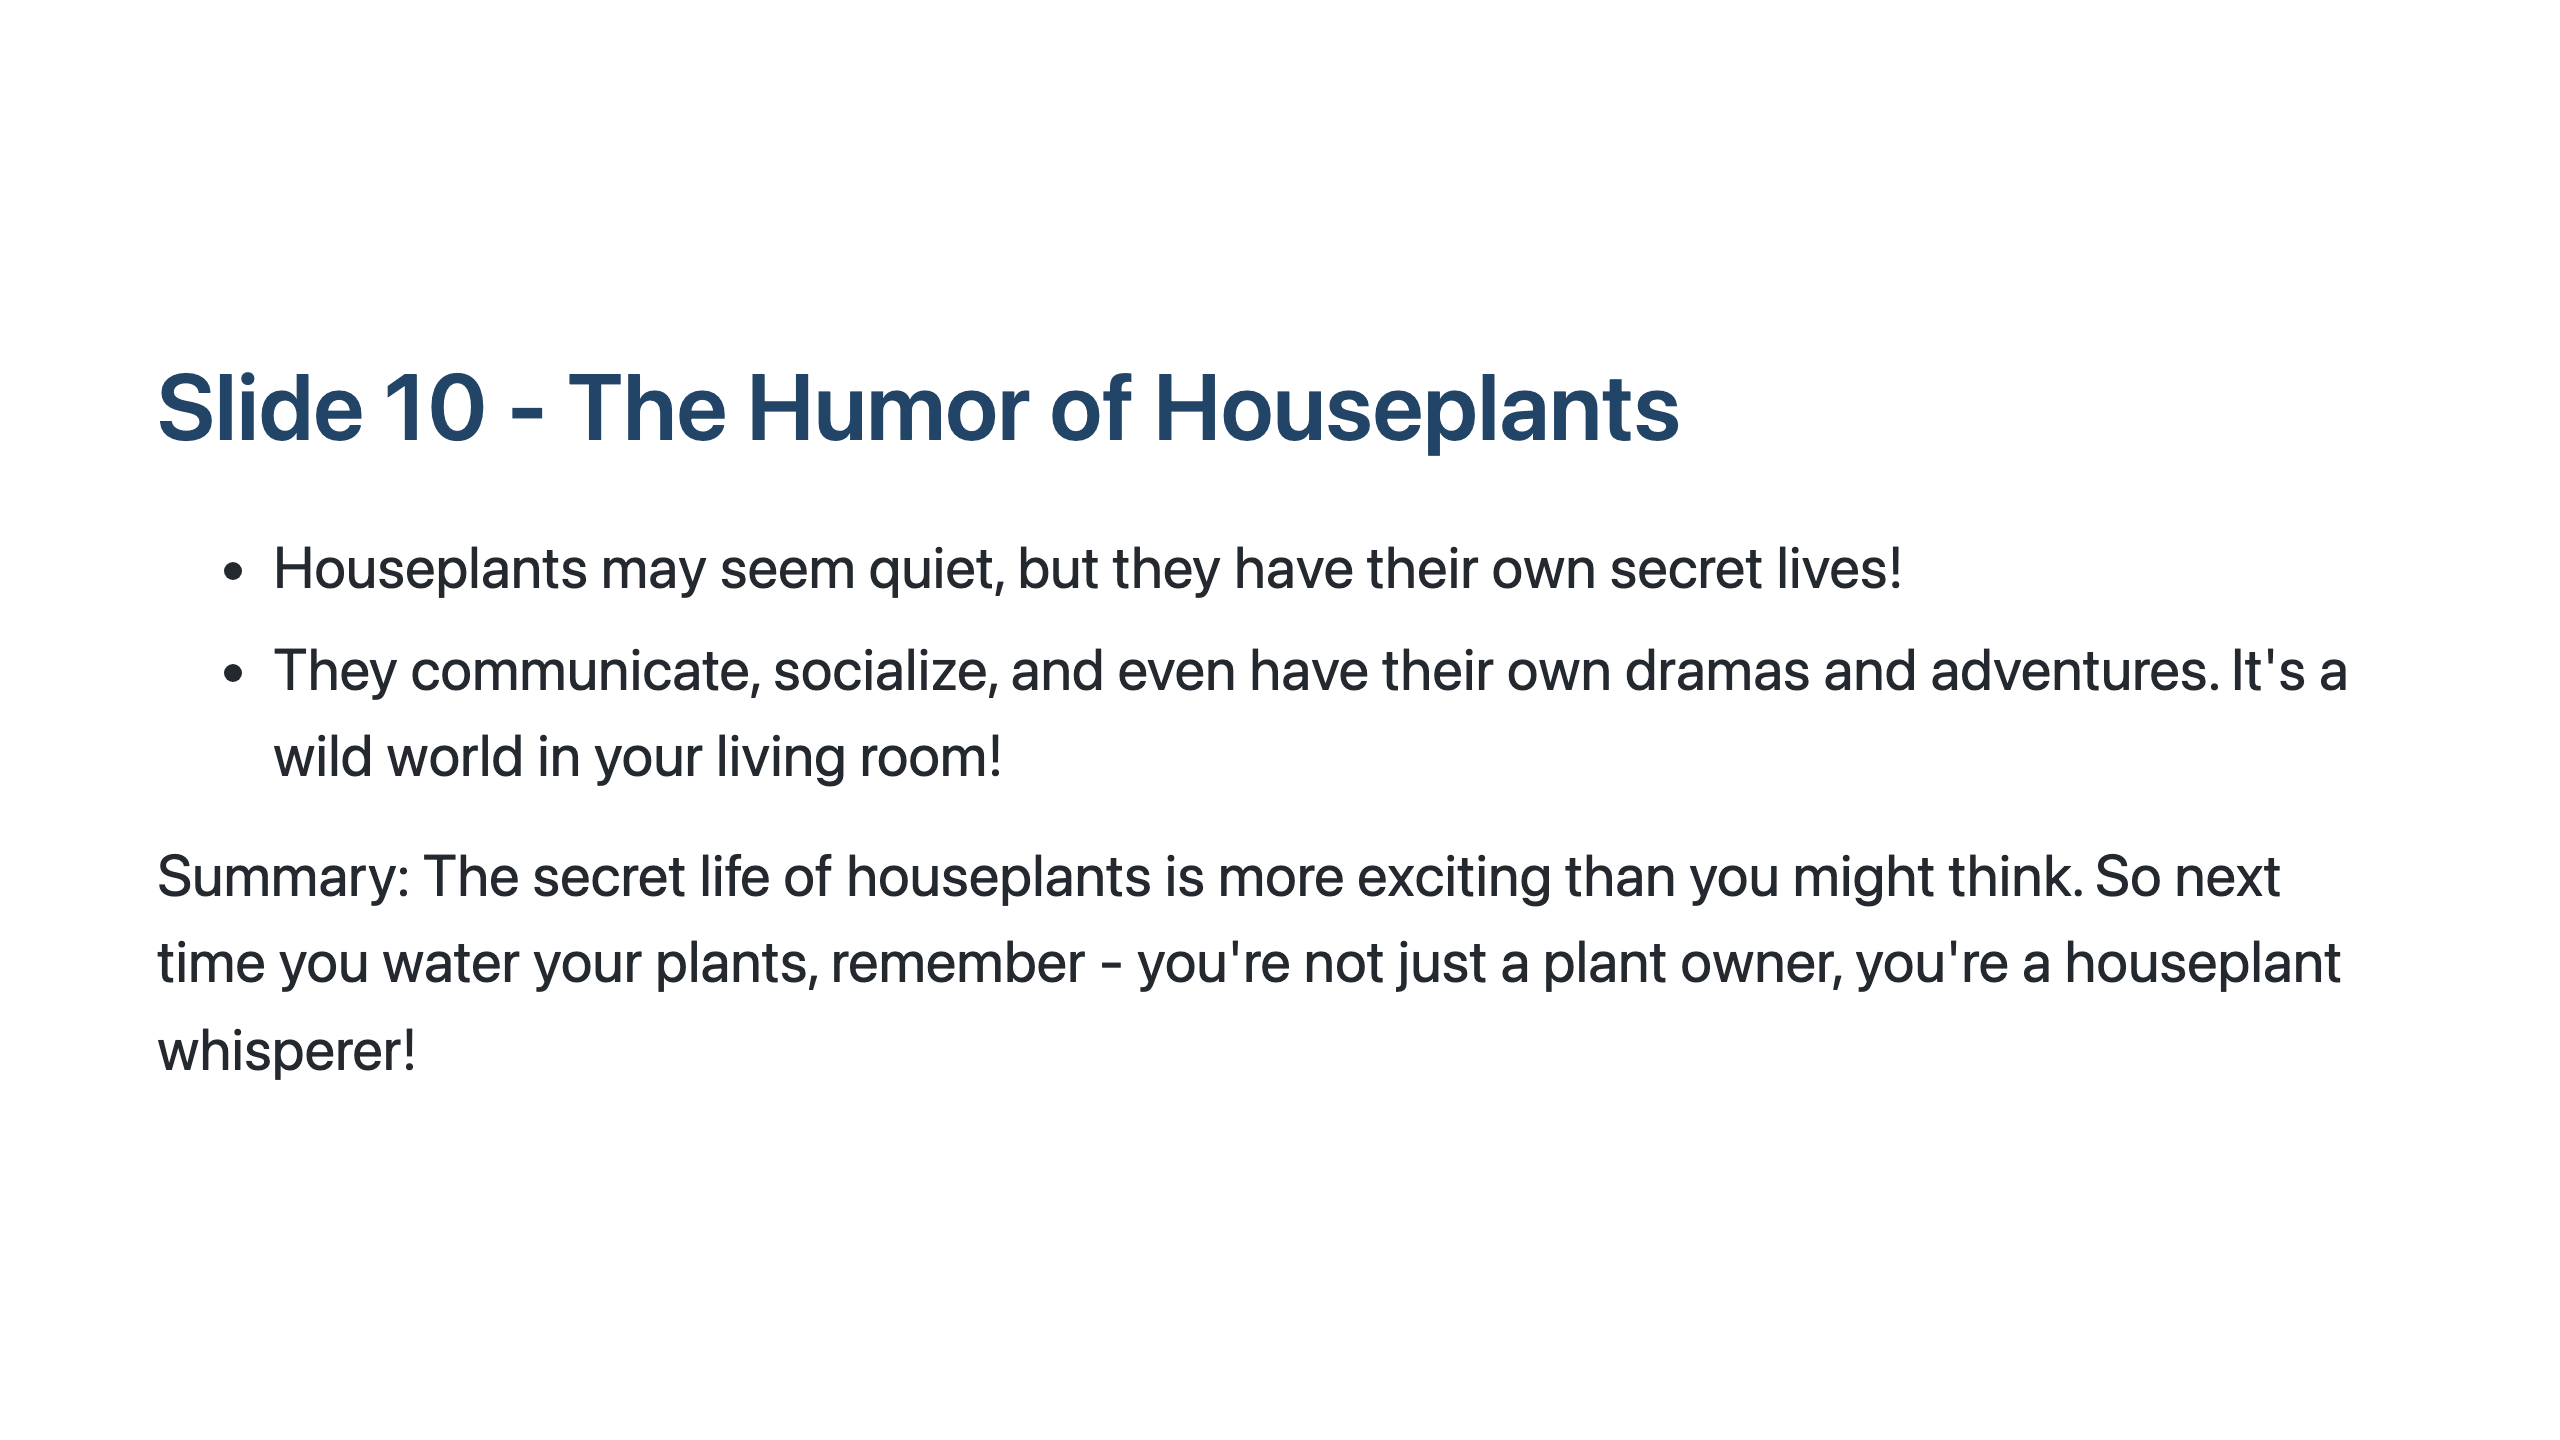 Slide 10 - The Humor of Houseplants
• Houseplants may seem quiet, but they have their own secret lives!
• They communicate, socialize, and even have their own dramas and adventures. It's a
wild world in your living room!
Summary: The secret life of houseplants is more exciting than you might think. So next
time you water your plants, remember - you're not just a plant owner, you're a houseplant
whisperer!